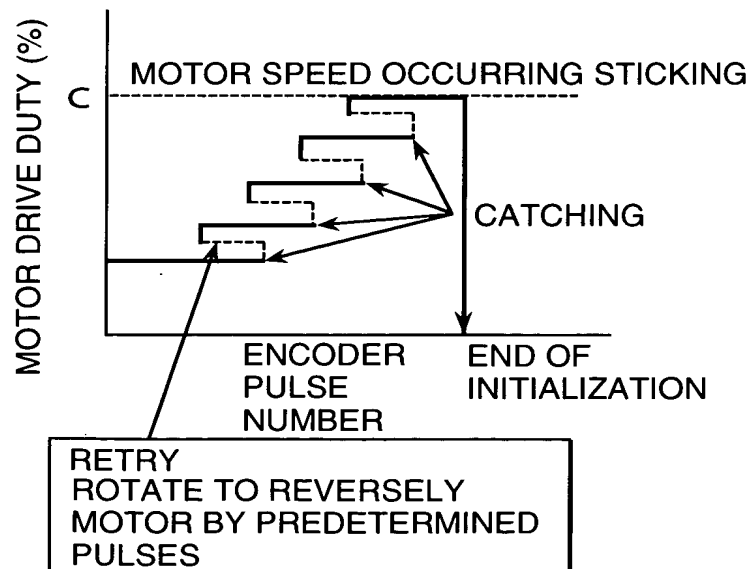 MOTOR DRIVE DUTY (%)
C
MOTOR SPEED OCCURRING STICKING
CATCHING
ENCODER
PULSE
NUMBER
END OF
INITIALIZATION
RETRY
ROTATE TO REVERSELY
MOTOR BY PREDETERMINED
PULSES